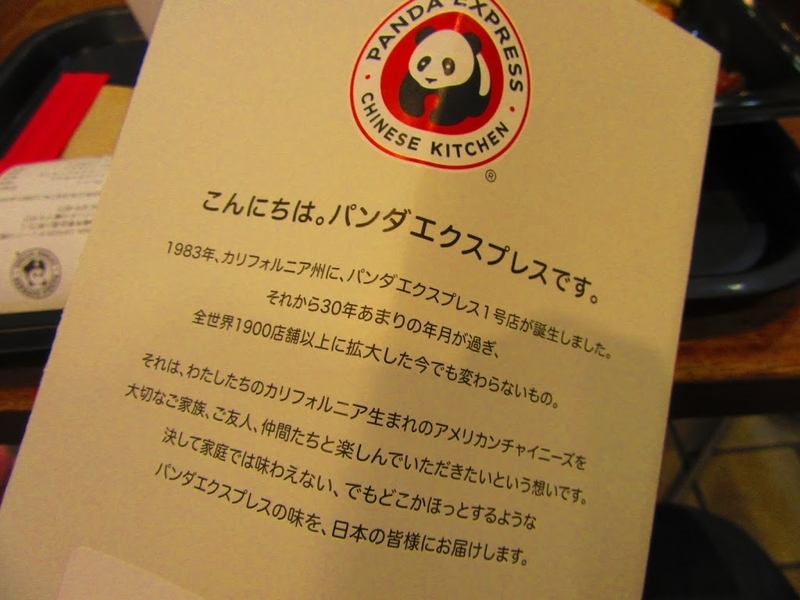 PANDA EXPRESS
CHINESE KITCHEN
®
こんにちは。パンダエクスプレスです。
1983年、カリフォルニア州に、パンダエクスプレス1号店が誕生しました。
それから30年あまりの年月が過ぎ、
全世界1900店舗以上に拡大した今でも変わらないもの。
それは、わたしたちのカリフォルニア生まれのアメリカンチャイニーズを
大切なご家族、ご友人、仲間たちと楽しんでいただきたいという想いです。
決して家庭では味わえない、でもどこかほっとするような
パンダエクスプレスの味を、日本の皆様にお届けします。